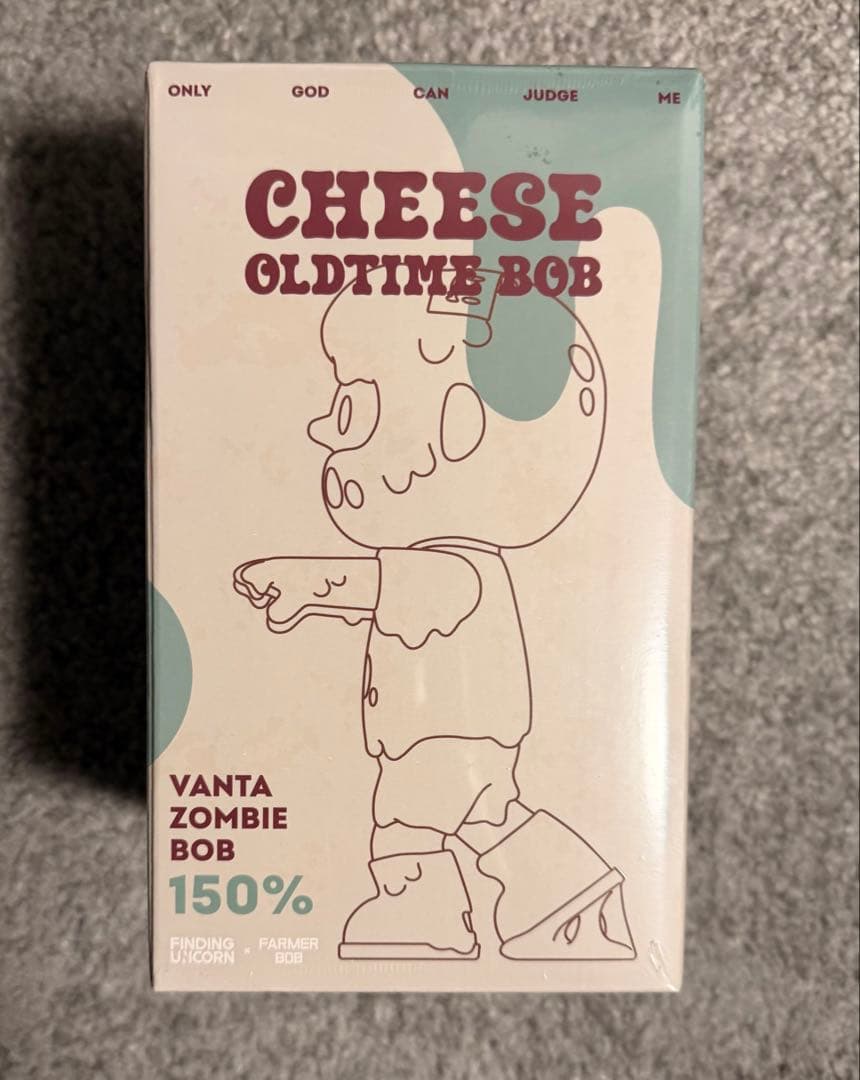 ONLY GOD CAN JUDGE ME
CHEESE
OLDTIME BOB
VANTA
ZOMBIE
BOB
150%
FINDING UNICORN × FARMER BOB